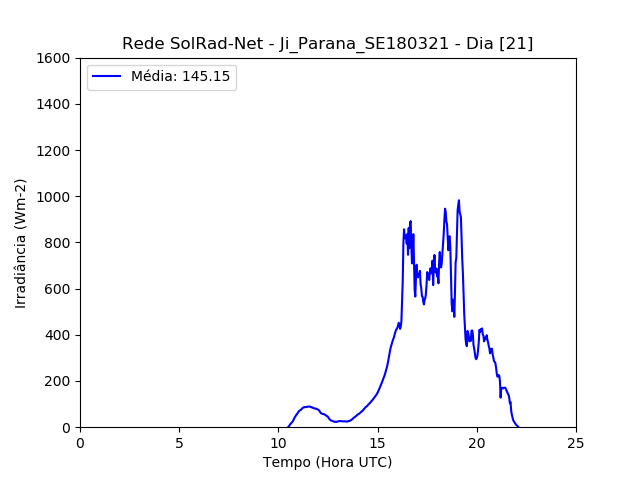 Rede SolRad-Net - Ji_Parana_SE180321 - Dia [21]
Média: 145.15
Irradiância (Wm-2)
1600
1400
1200
1000
800
600
400
200
0
0 5 10 15 20 25
Tempo (Hora UTC)